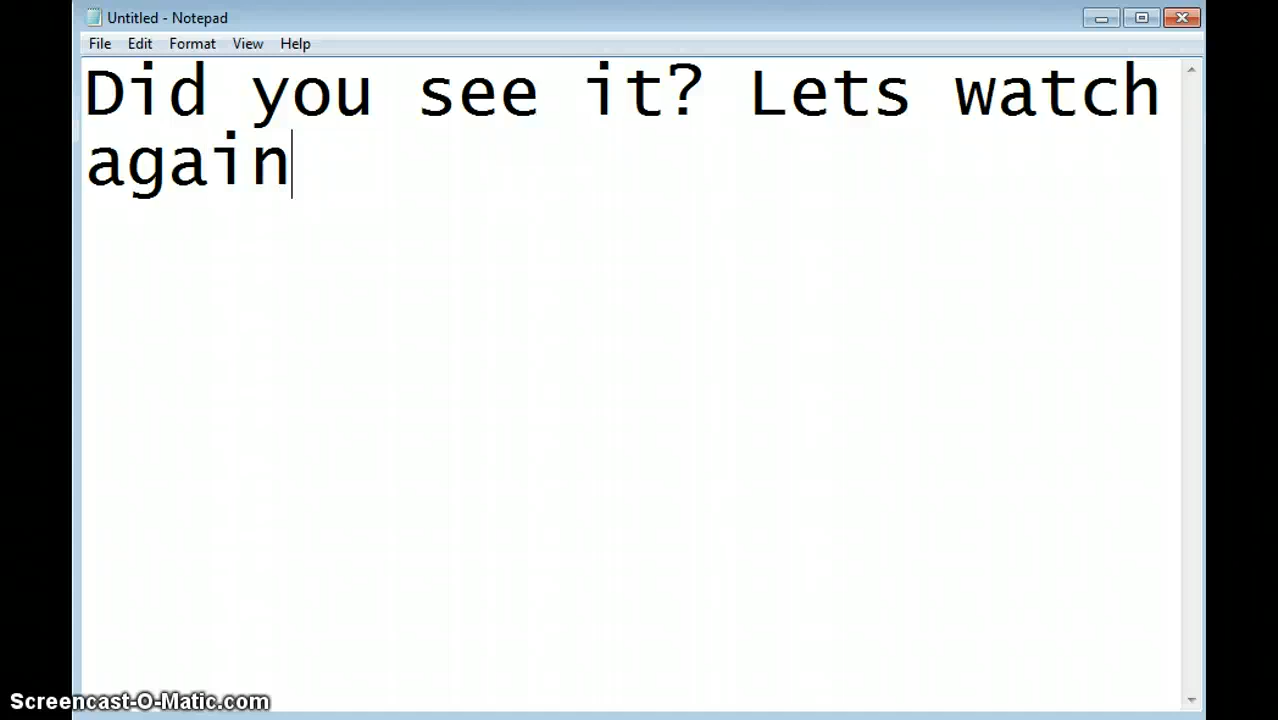 Untitled - Notepad
File Edit Format View Help
Did you see it? Lets watch
again
Screencast-O-Matic.com